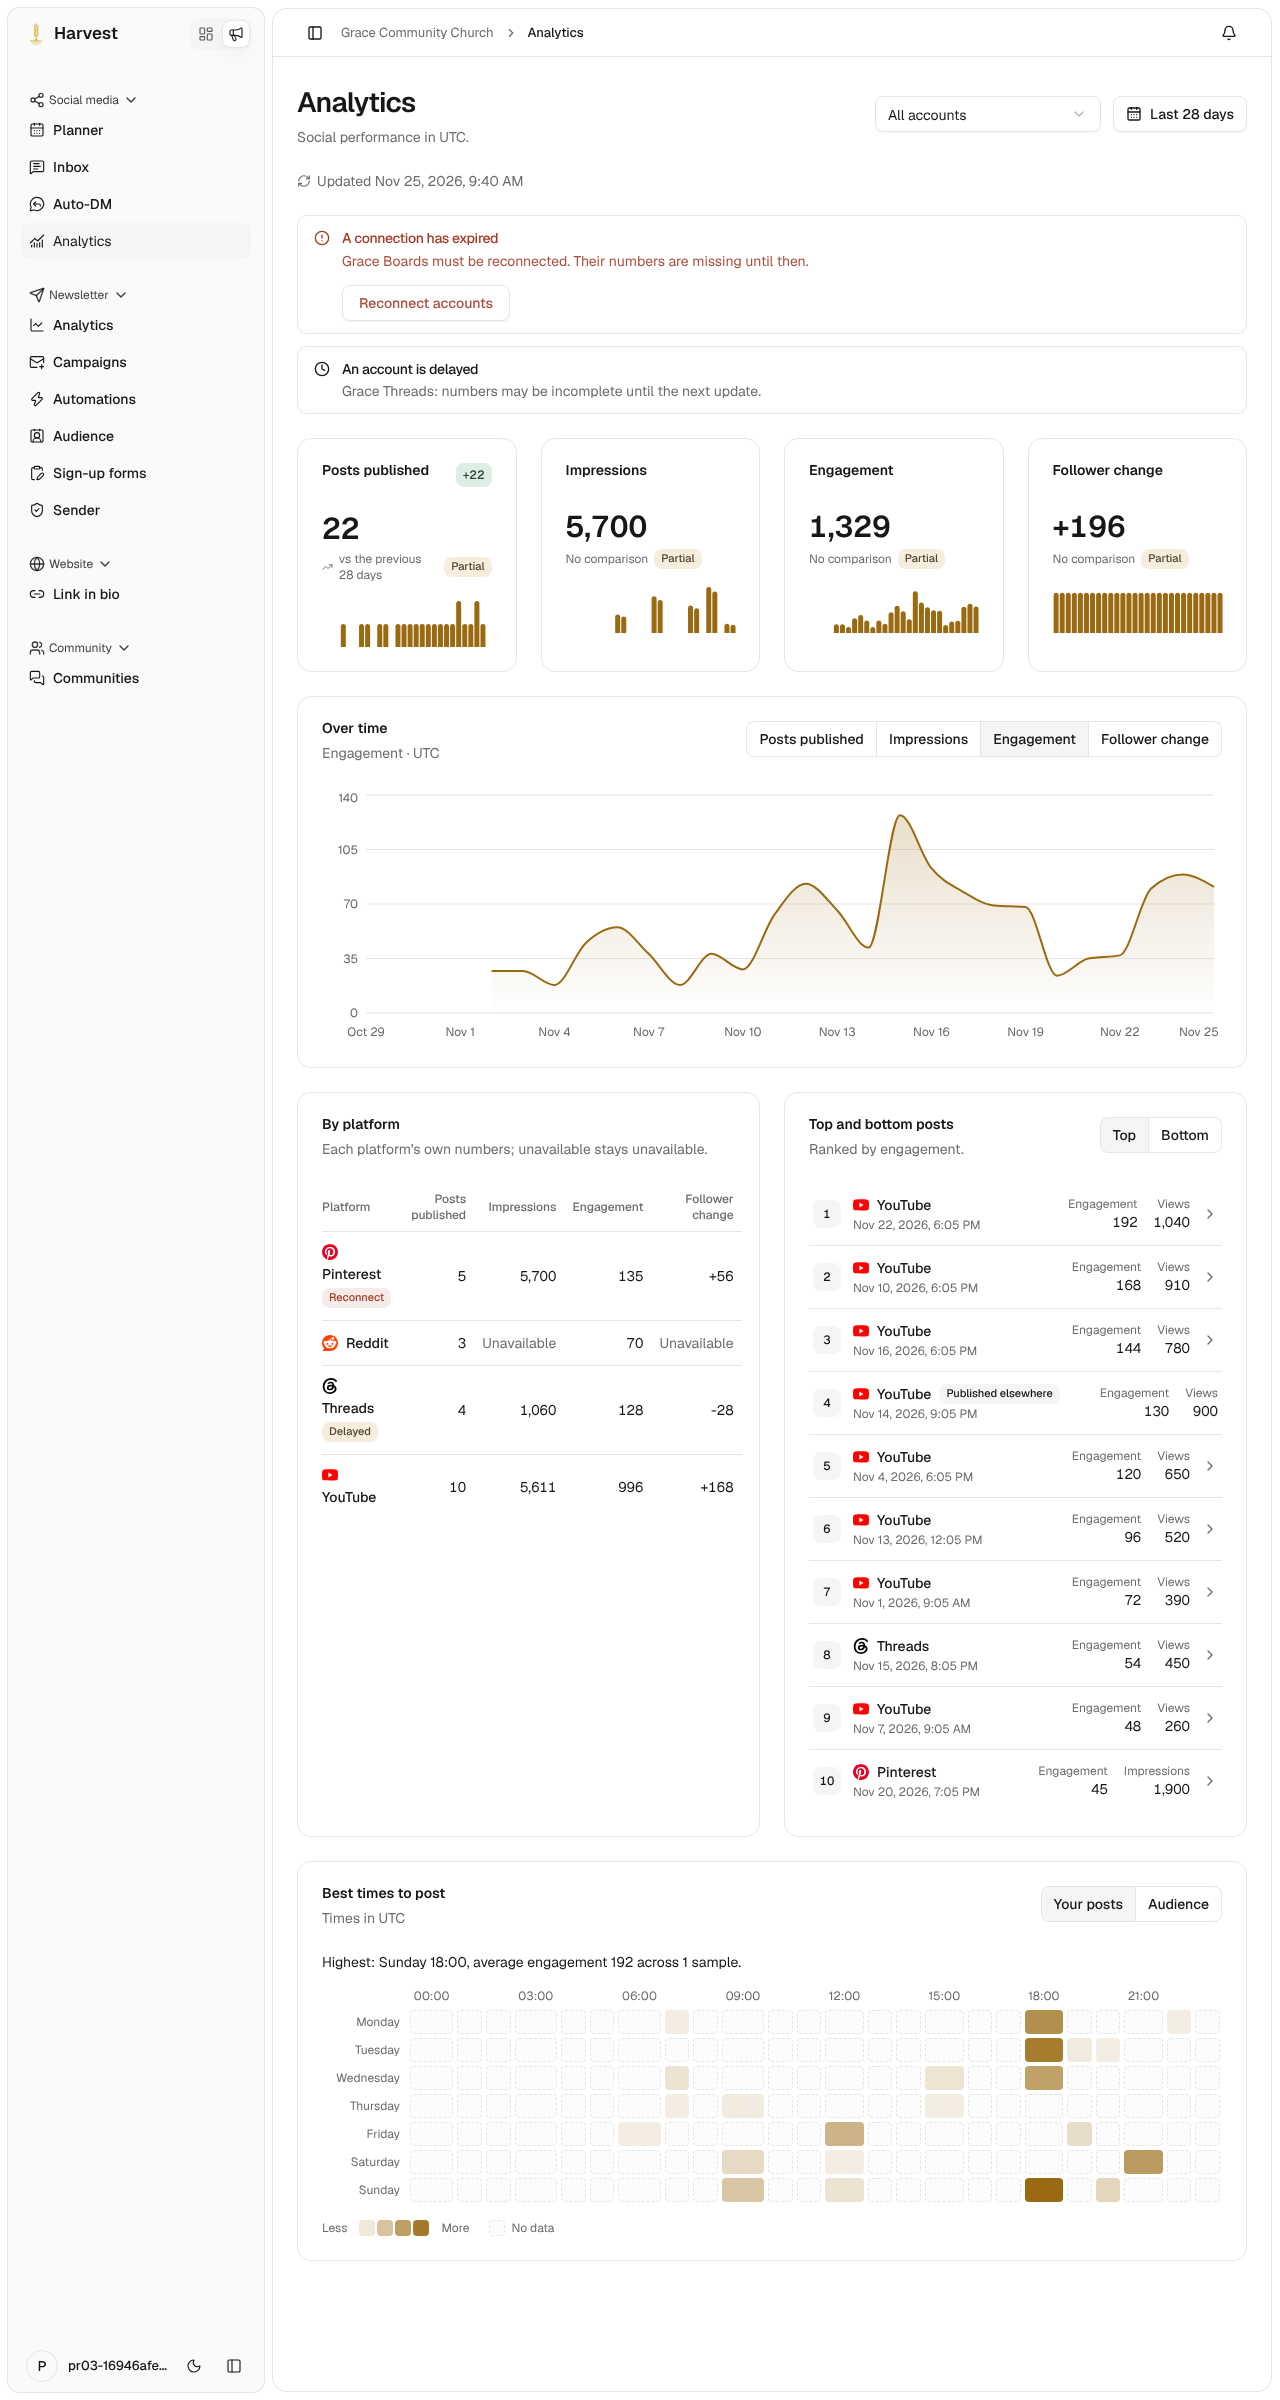 Harvest
Social media
Planner
Inbox
Auto-DM
Analytics
Newsletter
Analytics
Campaigns
Automations
Audience
Sign-up forms
Sender
Website
Link in bio
Community
Communities
P pr03-16946afe...
Grace Community Church > Analytics
Analytics
Social performance in UTC.
All accounts
Last 28 days
Updated Nov 25, 2026, 9:40 AM
A connection has expired
Grace Boards must be reconnected. Their numbers are missing until then.
Reconnect accounts
An account is delayed
Grace Threads: numbers may be incomplete until the next update.
Posts published
+22
22
vs the previous
28 days
Partial
Impressions
5,700
No comparison Partial
Engagement
1,329
No comparison Partial
Follower change
+196
No comparison Partial
Over time
Engagement · UTC
Posts published Impressions Engagement Follower change
140
105
70
35
0
Oct 29 Nov 1 Nov 4 Nov 7 Nov 10 Nov 13 Nov 16 Nov 19 Nov 22 Nov 25
By platform
Each platform's own numbers; unavailable stays unavailable.
Platform Posts published Impressions Engagement Follower change
Pinterest 5 5,700 135 +56
Reconnect
Reddit 3 Unavailable 70 Unavailable
Threads 4 1,060 128 -28
Delayed
YouTube 10 5,611 996 +168
Top and bottom posts
Ranked by engagement.
Top Bottom
1 YouTube Engagement Views
Nov 22, 2026, 6:05 PM 192 1,040
2 YouTube Engagement Views
Nov 10, 2026, 6:05 PM 168 910
3 YouTube Engagement Views
Nov 16, 2026, 6:05 PM 144 780
4 YouTube Published elsewhere Engagement Views
Nov 14, 2026, 9:05 PM 130 900
5 YouTube Engagement Views
Nov 4, 2026, 6:05 PM 120 650
6 YouTube Engagement Views
Nov 13, 2026, 12:05 PM 96 520
7 YouTube Engagement Views
Nov 1, 2026, 9:05 AM 72 390
8 Threads Engagement Views
Nov 15, 2026, 8:05 PM 54 450
9 YouTube Engagement Views
Nov 7, 2026, 9:05 AM 48 260
10 Pinterest Engagement Impressions
Nov 20, 2026, 7:05 PM 45 1,900
Best times to post
Times in UTC
Your posts Audience
Highest: Sunday 18:00, average engagement 192 across 1 sample.
00:00 03:00 06:00 09:00 12:00 15:00 18:00 21:00
Monday
Tuesday
Wednesday
Thursday
Friday
Saturday
Sunday
Less More No data